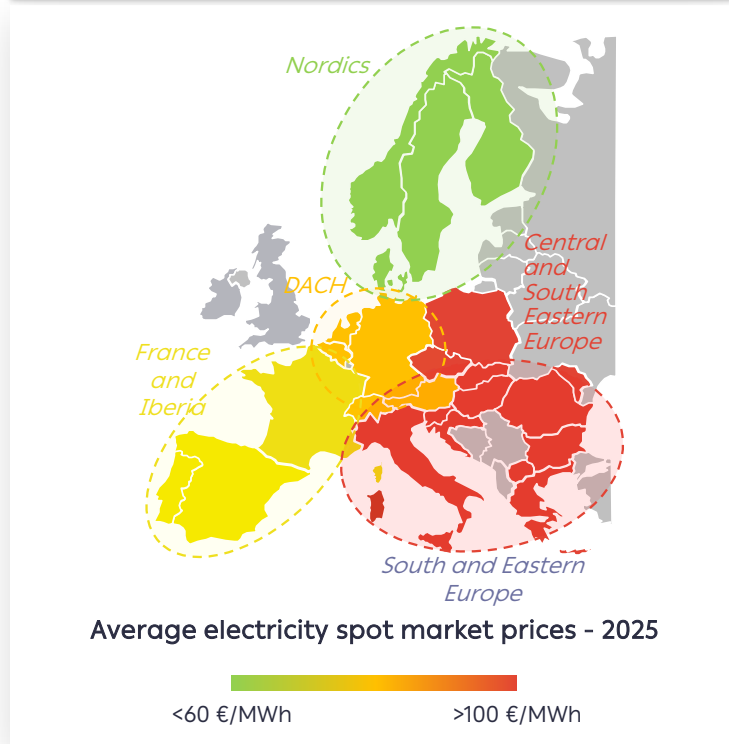 Nordics
Central
and
South
Eastern
Europe
DACH
France
and
Iberia
South and Eastern
Europe
Average electricity spot market prices - 2025
<60 €/MWh
>100 €/MWh